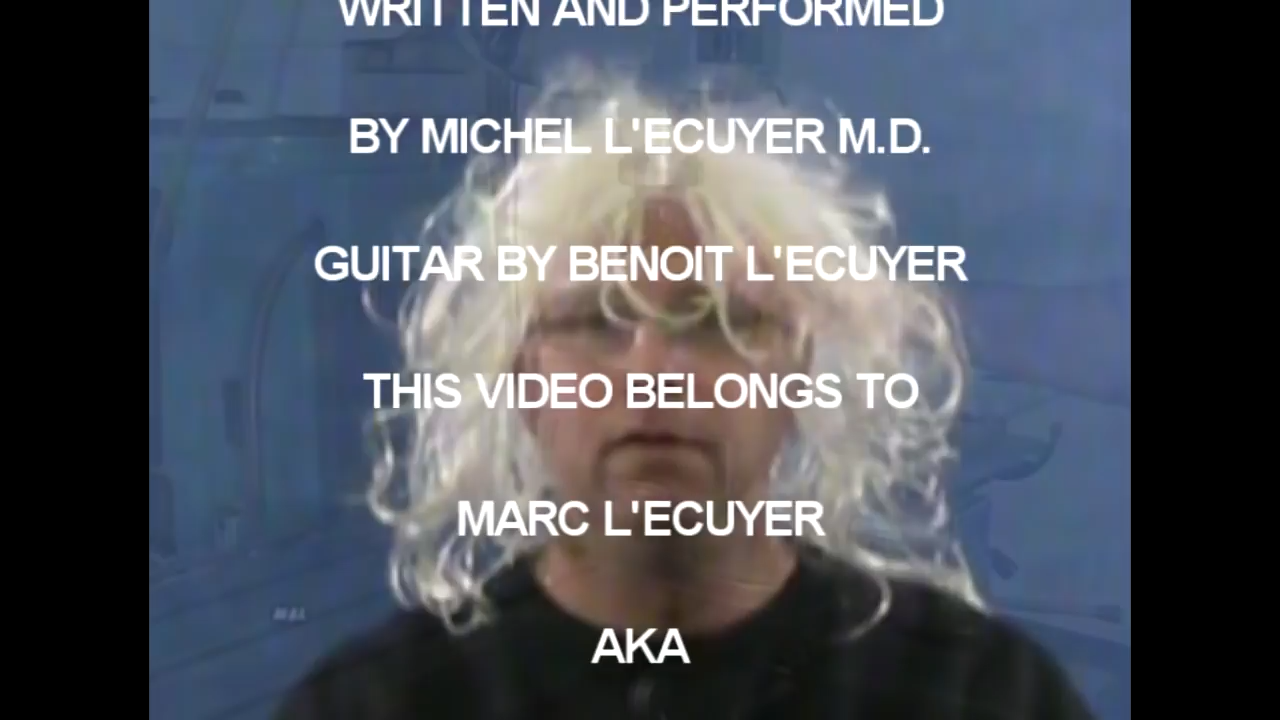 WRITTEN AND PERFORMED
BY MICHEL L'ECUYER M.D.
GUITAR BY BENOIT L'ECUYER
THIS VIDEO BELONGS TO
MARC L'ECUYER
AKA